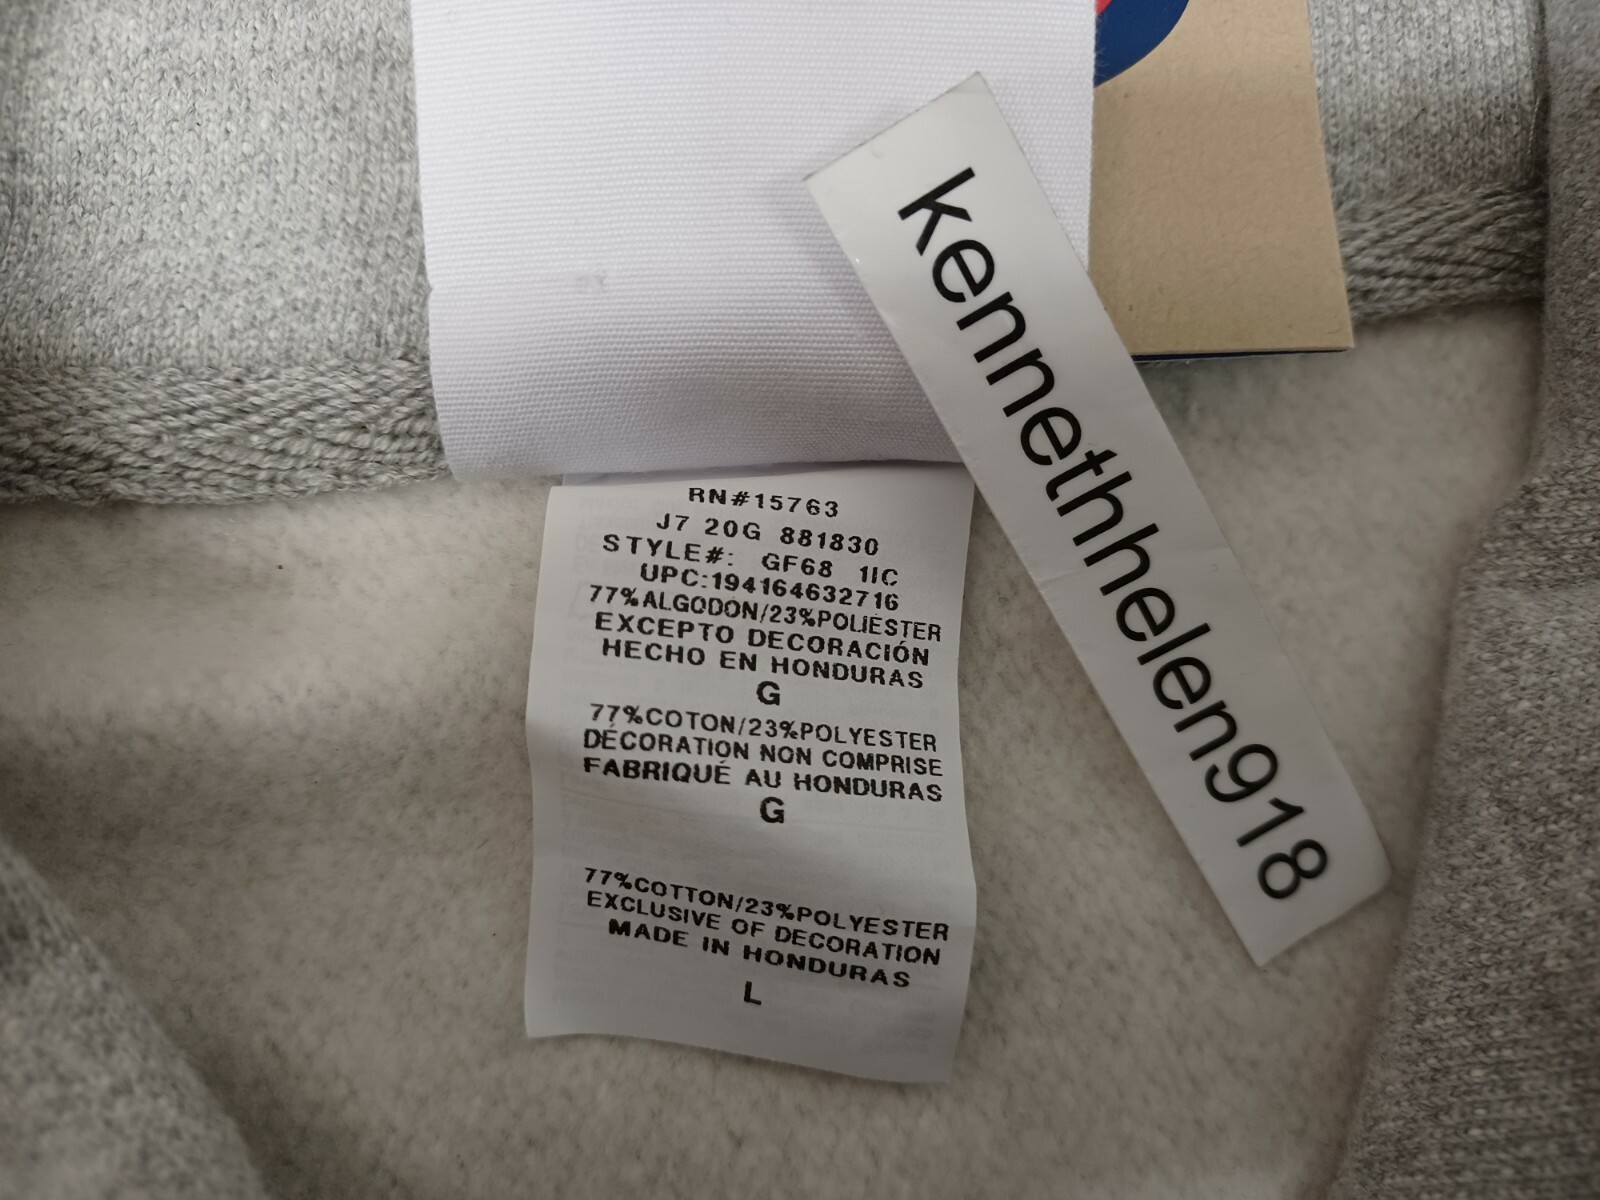 kennethhelen918
RN#15763
J7 20G 881830
STYLE#: GF68 1IC
UPC:194164632716
77%ALGODON/23%POLIÉSTER
EXCEPTO DECORACIÓN
HECHO EN HONDURAS
G
77%COTON/23%POLYESTER
DÉCORATION NON COMPRISE
FABRIQUÉ AU HONDURAS
G
77%COTTON/23%POLYESTER
EXCLUSIVE OF DECORATION
MADE IN HONDURAS
L